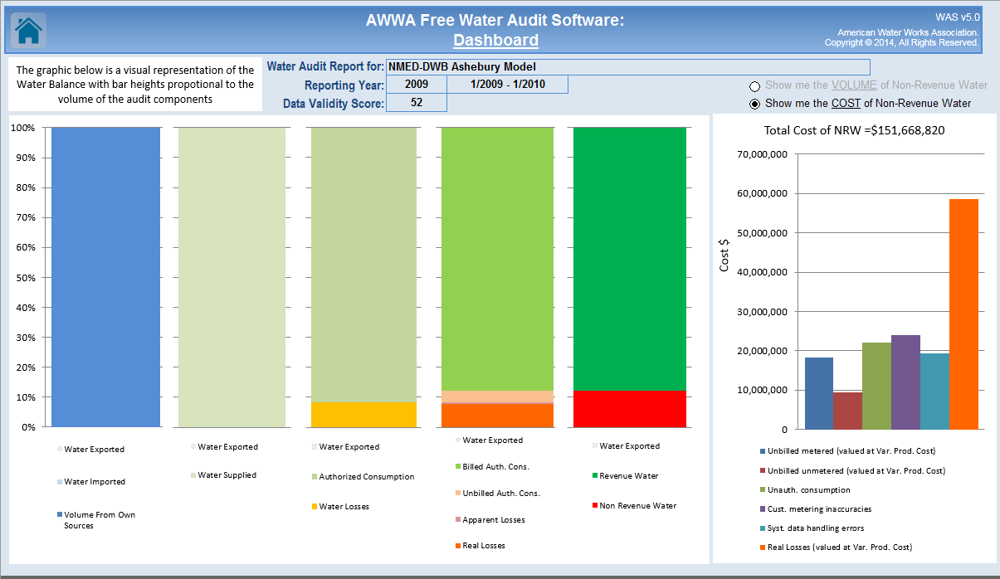 AWWA Free Water Audit Software:
Dashboard
WAS v5.0
American Water Works Association.
Copyright © 2014, All Rights Reserved.
The graphic below is a visual representation of the
Water Balance with bar heights propotional to the
volume of the audit components
Water Audit Report for: NMED-DWB Ashebury Model
Reporting Year: 2009 1/2009 - 1/2010
Data Validity Score: 52
Show me the VOLUME of Non-Revenue Water
Show me the COST of Non-Revenue Water
100%
90%
80%
70%
60%
50%
40%
30%
20%
10%
0%
Water Exported
Water Imported
Volume From Own
Sources
Water Exported
Water Supplied
Water Exported
Authorized Consumption
Water Losses
Water Exported
Billed Auth. Cons.
Unbilled Auth. Cons.
Apparent Losses
Real Losses
Water Exported
Revenue Water
Non Revenue Water
Total Cost of NRW =$151,668,820
Cost $
70,000,000
60,000,000
50,000,000
40,000,000
30,000,000
20,000,000
10,000,000
0
Unbilled metered (valued at Var. Prod. Cost)
Unbilled unmetered (valued at Var. Prod. Cost)
Unauth. consumption
Cust. metering inaccuracies
Syst. data handling errors
Real Losses (valued at Var. Prod. Cost)